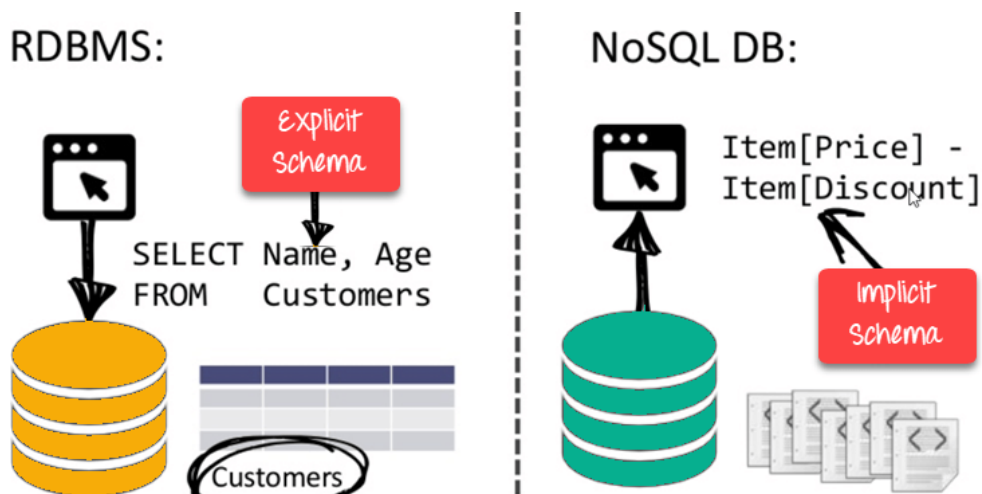 RDBMS:
Explicit
Schema
SELECT Name, Age
FROM Customers
Customers
NoSQL DB:
Item[Price] -
Item[Discount]
Implicit
Schema